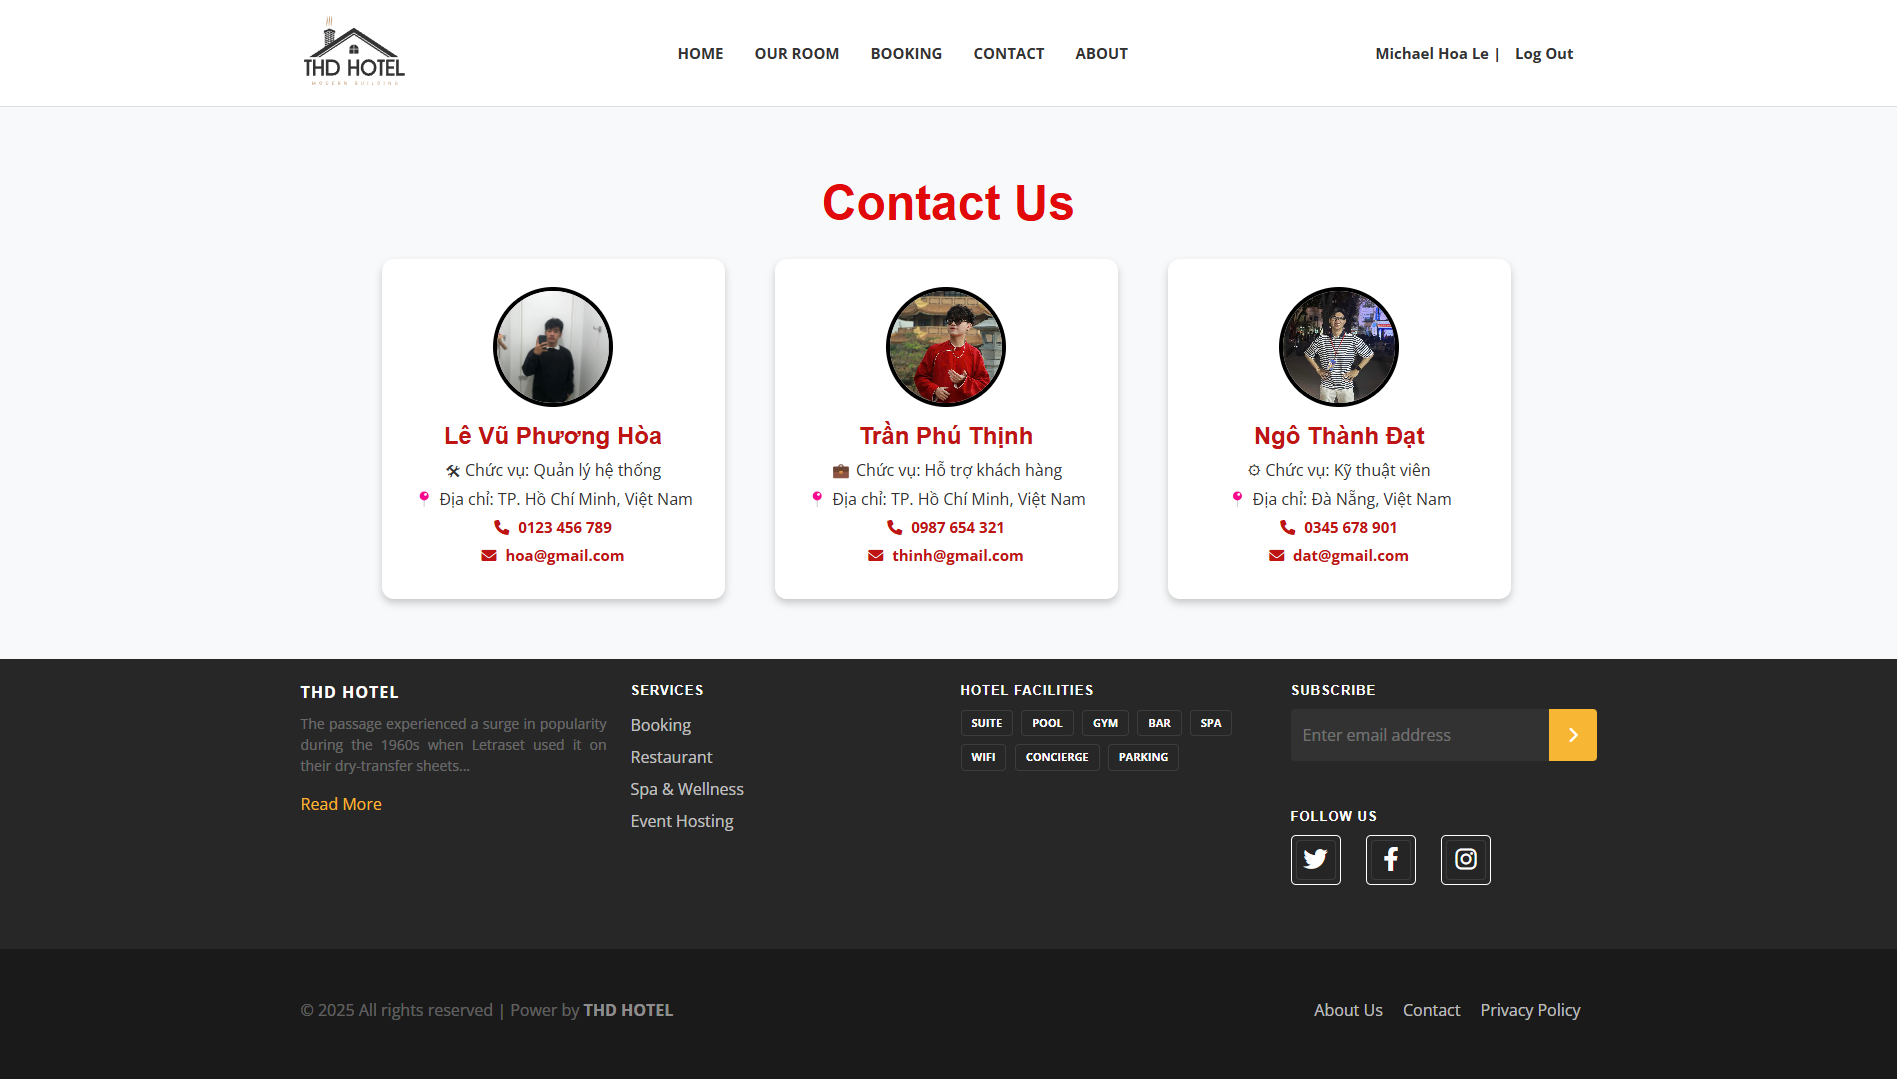 THD HOTEL
MODERN BUILDING
HOME OUR ROOM BOOKING CONTACT ABOUT
Michael Hoa Le | Log Out
Contact Us
Lê Vũ Phương Hòa
Chức vụ: Quản lý hệ thống
Địa chỉ: TP. Hồ Chí Minh, Việt Nam
0123 456 789
hoa@gmail.com
Trần Phú Thịnh
Chức vụ: Hỗ trợ khách hàng
Địa chỉ: TP. Hồ Chí Minh, Việt Nam
0987 654 321
thinh@gmail.com
Ngô Thành Đạt
Chức vụ: Kỹ thuật viên
Địa chỉ: Đà Nẵng, Việt Nam
0345 678 901
dat@gmail.com
THD HOTEL
The passage experienced a surge in popularity
during the 1960s when Letraset used it on
their dry-transfer sheets...
Read More
SERVICES
Booking
Restaurant
Spa & Wellness
Event Hosting
HOTEL FACILITIES
SUITE POOL GYM BAR SPA
WIFI CONCIERGE PARKING
SUBSCRIBE
Enter email address
FOLLOW US
© 2025 All rights reserved | Power by THD HOTEL
About Us Contact Privacy Policy